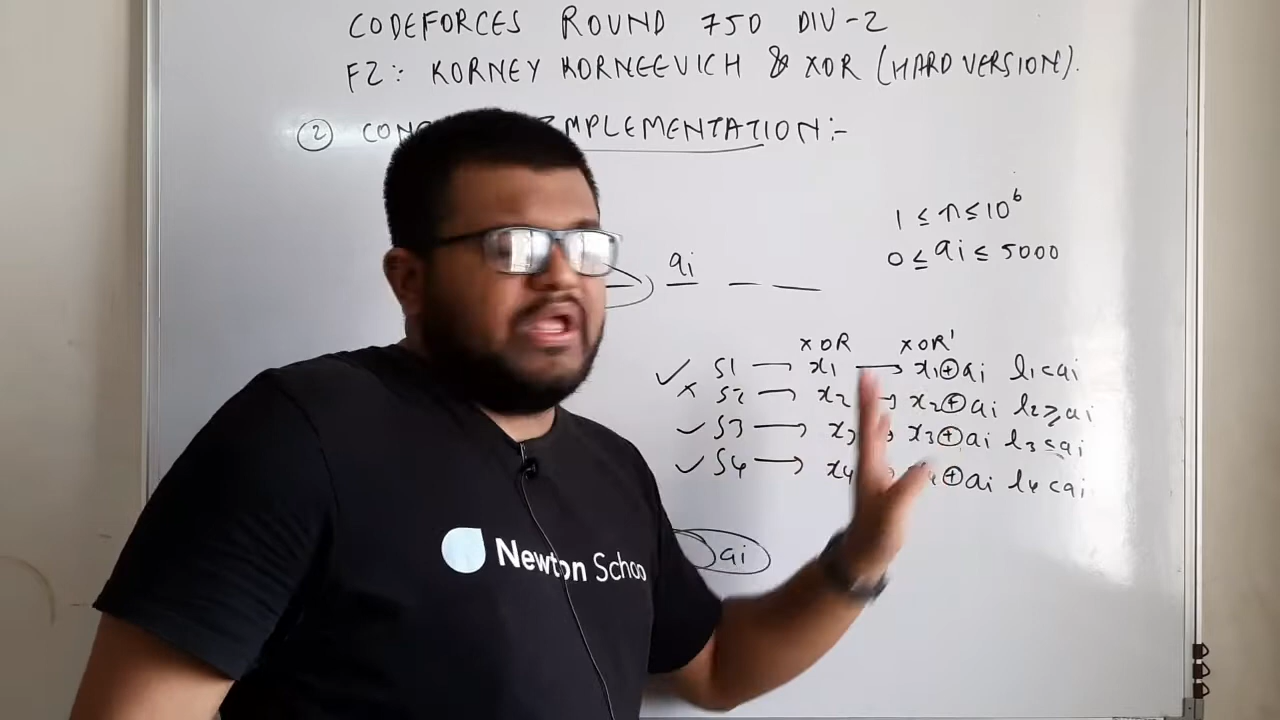 CODEFORCES ROUND 750 DIV-2
F2:- KORNEY KORNEEVICH & XOR (HARD VERSION).
② IMPLEMENTATION:-
1 ≤ n ≤ 10⁶
0 ≤ ai ≤ 5000
ai
XOR XOR'
✓ S1 → x1 → x1⊕ai l1<ai
× S2 → x2 → x2⊕ai l2≥ai
✓ S3 → x3⊕ai l3≤ai
✓ S4 → x4 ⊕ai l4<ai
ai
Newton Schoo